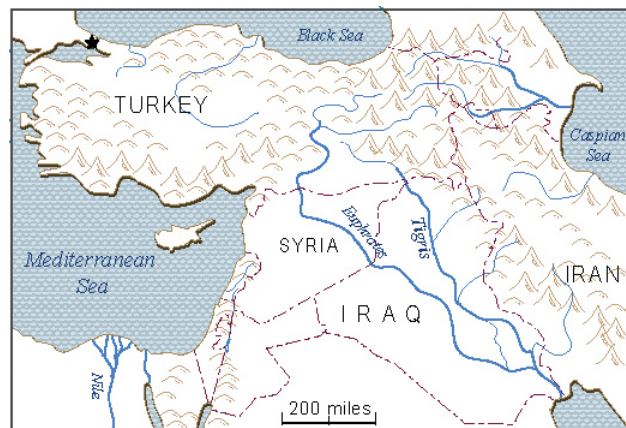 Black Sea
TURKEY
Caspian
Sea
Euphrates
Tigris
SYRIA
Mediterranean
Sea
IRAN
IRAQ
Nile
200 miles